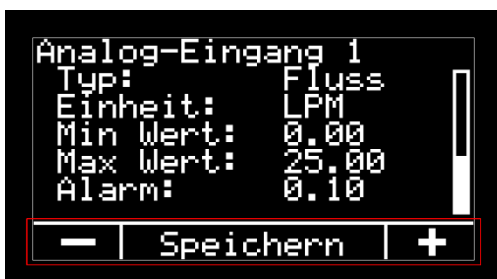 Analog-Eingang 1
Typ: Fluss
Einheit: LPM
Min Wert: 0.00
Max Wert: 25.00
Alarm: 0.10
— Speichern +